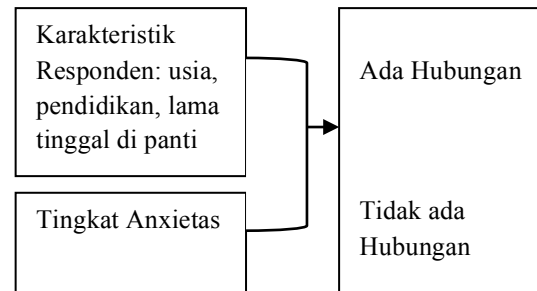 Karakteristik
Responden: usia,
pendidikan, lama
tinggal di panti
Tingkat Anxietas
Ada Hubungan
Tidak ada
Hubungan